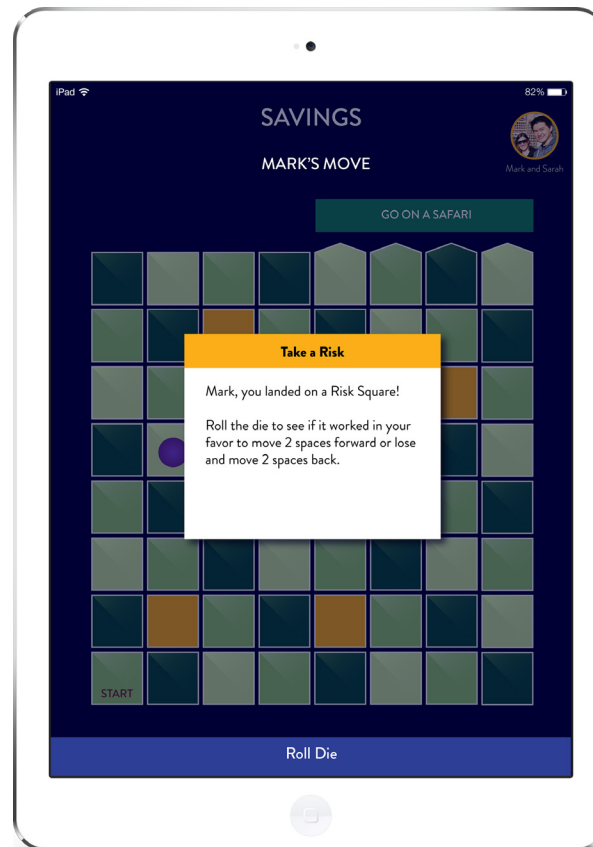 iPad
82%
SAVINGS
MARK'S MOVE
Mark and Sarah
GO ON A SAFARI
Take a Risk
Mark, you landed on a Risk Square!
Roll the die to see if it worked in your
favor to move 2 spaces forward or lose
and move 2 spaces back.
START
Roll Die